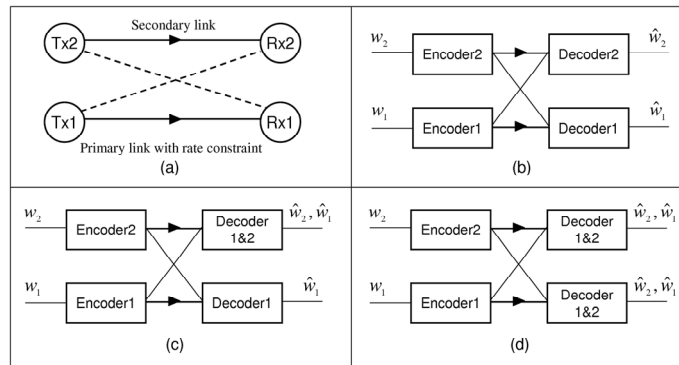 Secondary link
Tx2 Rx2
Tx1 Rx1
Primary link with rate constraint
(a)
w₂ Encoder2 Decoder2 ŵ₂
w₁ Encoder1 Decoder1 ŵ₁
(b)
w₂ Encoder2 Decoder 1&2 ŵ₂, ŵ₁
w₁ Encoder1 Decoder1 ŵ₁
(c)
w₂ Encoder2 Decoder 1&2 ŵ₂, ŵ₁
w₁ Encoder1 Decoder 1&2 ŵ₂, ŵ₁
(d)